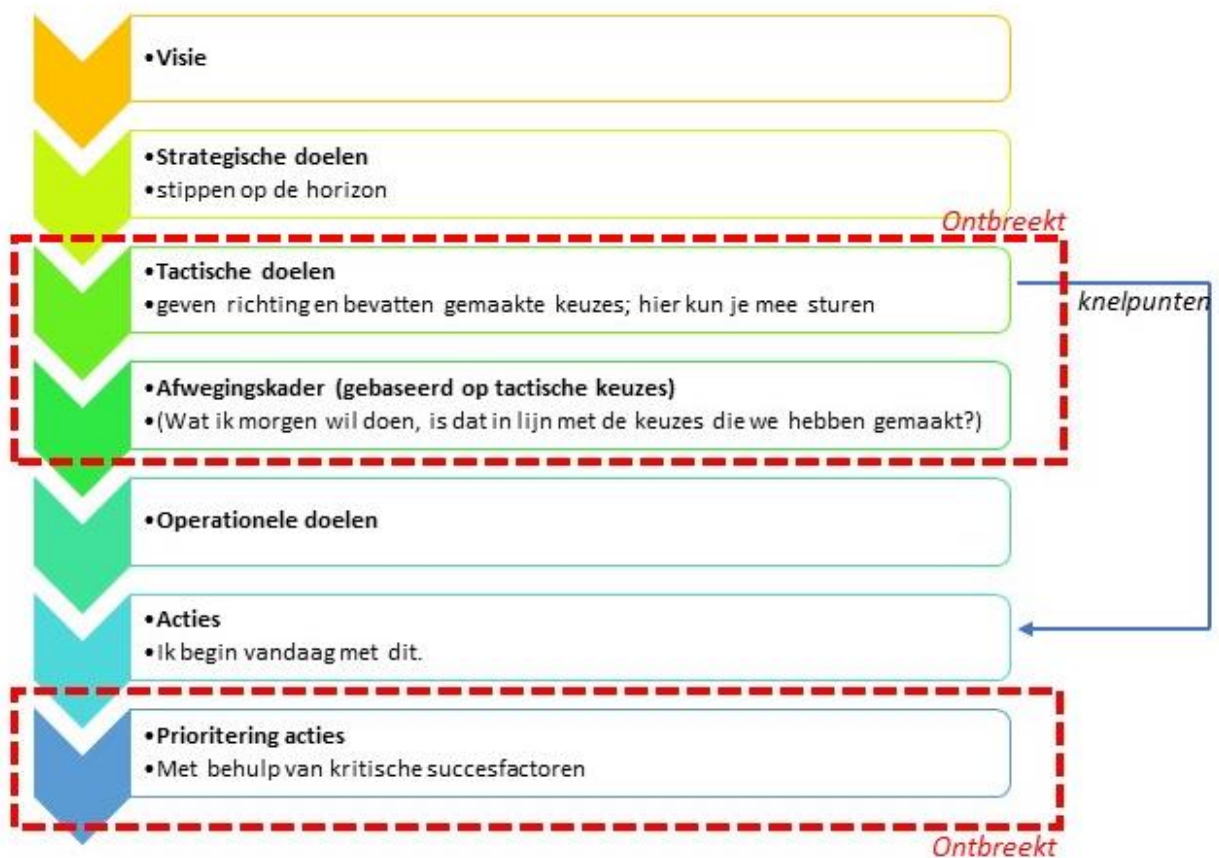 •Visie
•Strategische doelen
•stippen op de horizon
Ontbreekt
•Tactische doelen
•geven richting en bevatten gemaakte keuzes; hier kun je mee sturen
knelpunten
•Afwegingskader (gebaseerd op tactische keuzes)
•(Wat ik morgen wil doen, is dat in lijn met de keuzes die we hebben gemaakt?)
•Operationele doelen
•Acties
•Ik begin vandaag met dit.
•Prioritering acties
•Met behulp van kritische succesfactoren
Ontbreekt